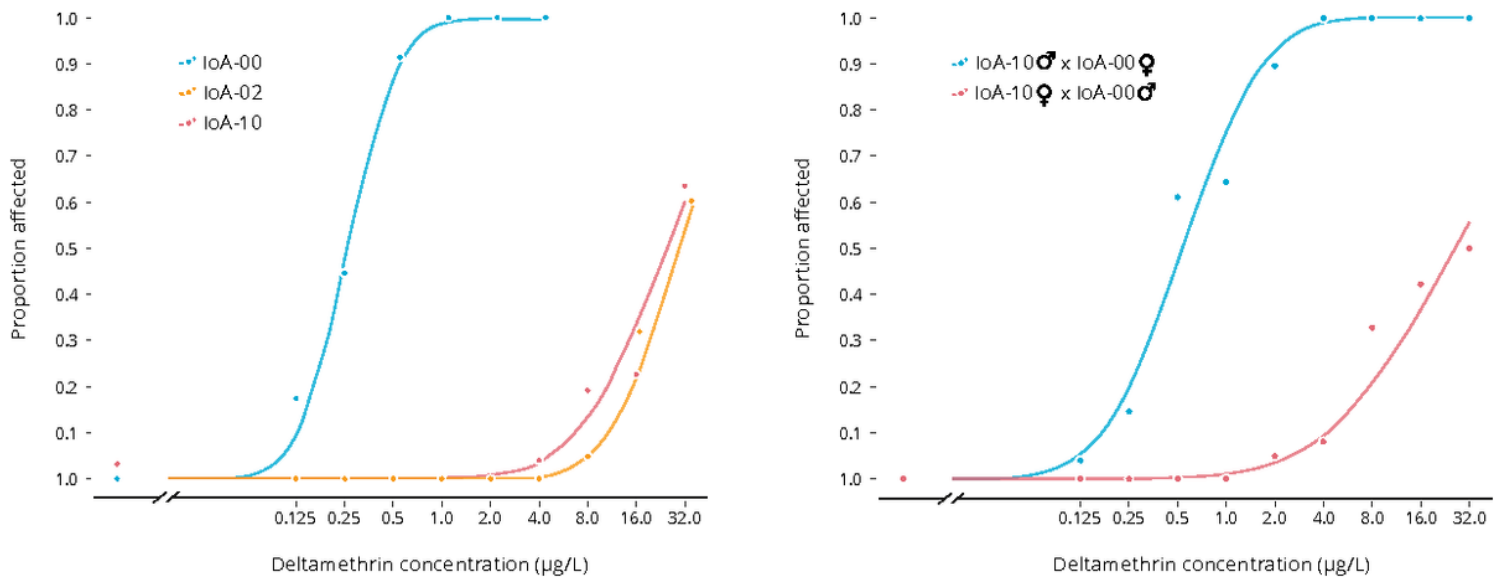 1.0
0.9
0.8
0.7
0.6
0.5
0.4
0.3
0.2
0.1
1.0
Proportion affected
IoA-00
IoA-02
IoA-10
0.125 0.25 0.5 1.0 2.0 4.0 8.0 16.0 32.0
Deltamethrin concentration (µg/L)
1.0
0.9
0.8
0.7
0.6
0.5
0.4
0.3
0.2
0.1
1.0
Proportion affected
IoA-10♂ x IoA-00♀
IoA-10♀ x IoA-00♂
0.125 0.25 0.5 1.0 2.0 4.0 8.0 16.0 32.0
Deltamethrin concentration (µg/L)